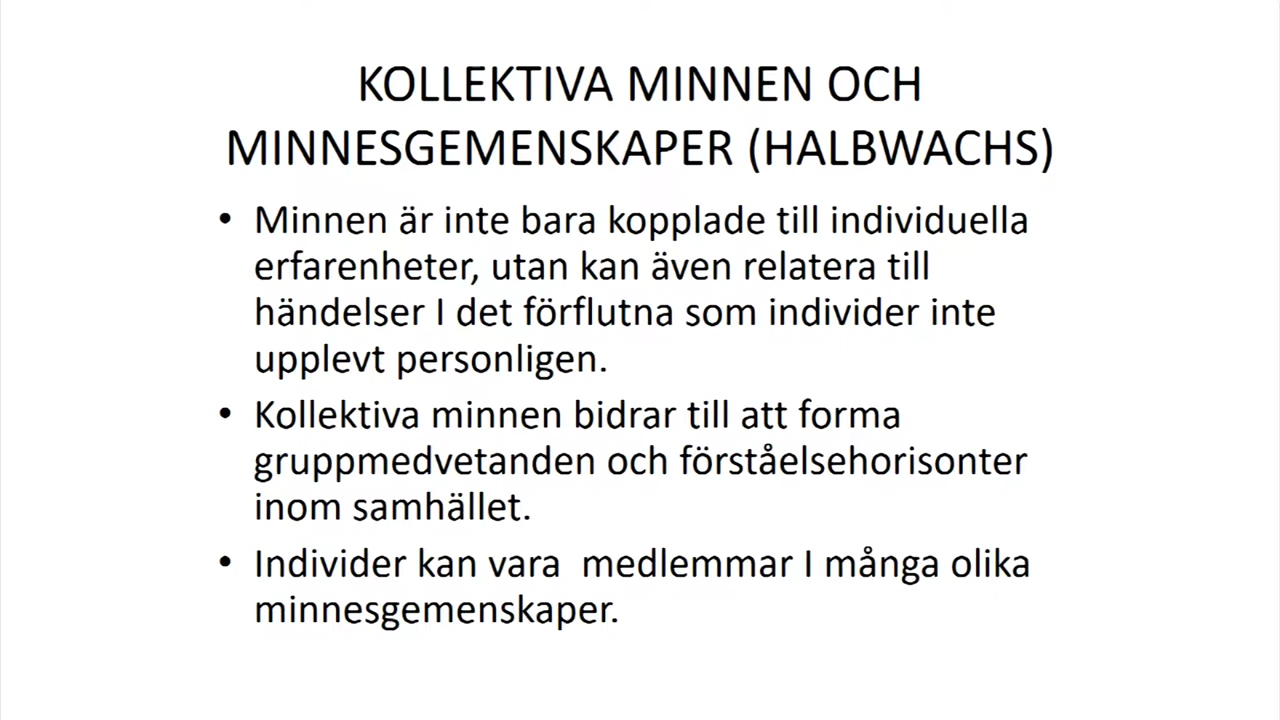 KOLLEKTIVA MINNEN OCH
MINNESGEMENSKAPER (HALBWACHS)
• Minnen är inte bara kopplade till individuella
erfarenheter, utan kan även relatera till
händelser I det förflutna som individer inte
upplevt personligen.
• Kollektiva minnen bidrar till att forma
gruppmedvetanden och förståelsehorisonter
inom samhället.
• Individer kan vara  medlemmar I många olika
minnesgemenskaper.